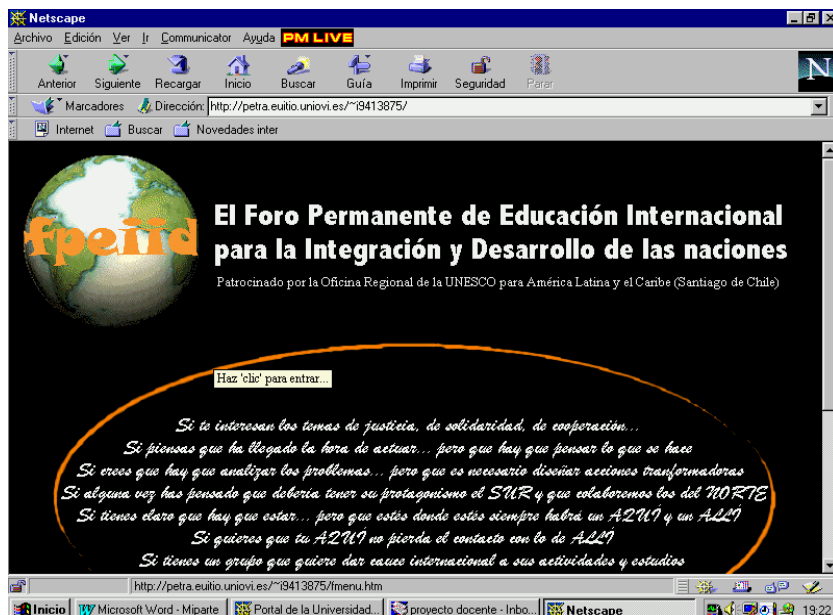 Netscape
Archivo Edición Ver Ir Communicator Ayuda PM LIVE
Anterior Siguiente Recargar Inicio Buscar Guía Imprimir Seguridad Parar
N
Marcadores Dirección: http://petra.euitio.uniovi.es/~i9413875/
Internet Buscar Novedades inter
fpeiid
El Foro Permanente de Educación Internacional
para la Integración y Desarrollo de las naciones
Patrocinado por la Oficina Regional de la UNESCO para América Latina y el Caribe (Santiago de Chile)
Haz 'clic' para entrar...
Si te interesan los temas de justicia, de solidaridad, de cooperación...
Si piensas que ha llegado la hora de actuar... pero que hay que pensar lo que se hace
Si crees que hay que analizar los problemas... pero que es necesario diseñar acciones tranformadoras
Si alguna vez has pensado que debería tener su protagonismo el SUR y que colaboremos los del NORTE
Si tienes claro que hay que estar... pero que estés donde estés siempre habrá un AQUÍ y un ALLÍ
Si quieres que tu AQUÍ no pierda el contacto con lo de ALLÍ
Si tienes un grupo que quiere dar cauce internacional a sus actividades y estudios
http://petra.euitio.uniovi.es/~i9413875/fmenu.htm
Inicio Microsoft Word - Miparte Portal de la Universidad... proyecto docente - Inbo... Netscape 19:22